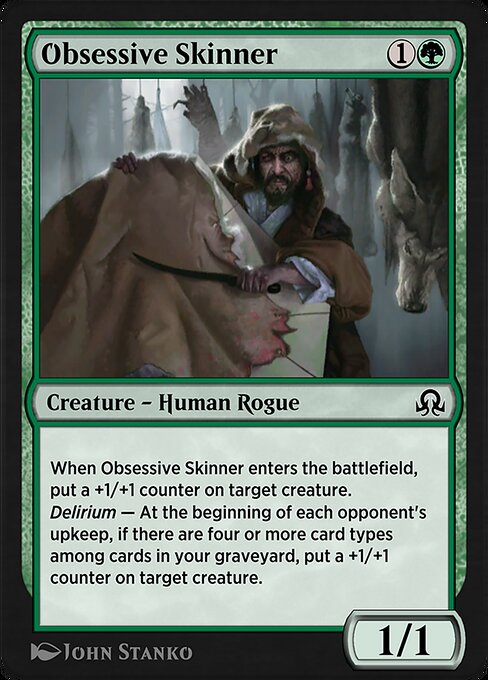 Obsessive Skinner 1
Creature – Human Rogue
When Obsessive Skinner enters the battlefield,
put a +1/+1 counter on target creature.
Delirium — At the beginning of each opponent's
upkeep, if there are four or more card types
among cards in your graveyard, put a +1/+1
counter on target creature.
1/1
John Stanko